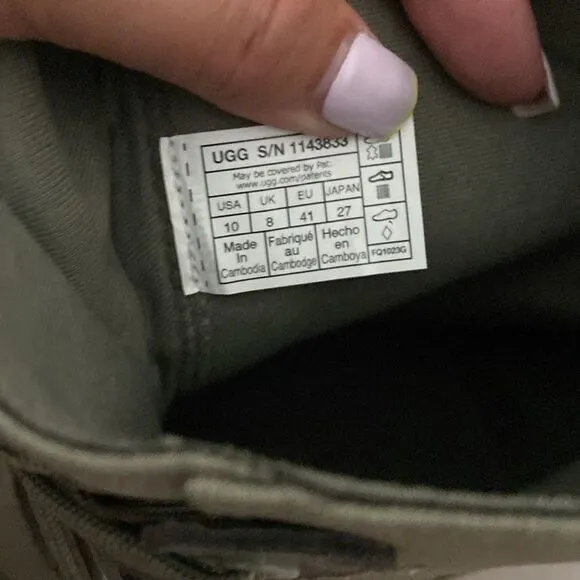 UGG S/N 1143833
May be covered by Pat:
www.ugg.com/patents
USA UK EU JAPAN
10 8 41 27
Made in Cambodia
Fabriqué au Cambodge
Hecho en Camboya
FQ1023G